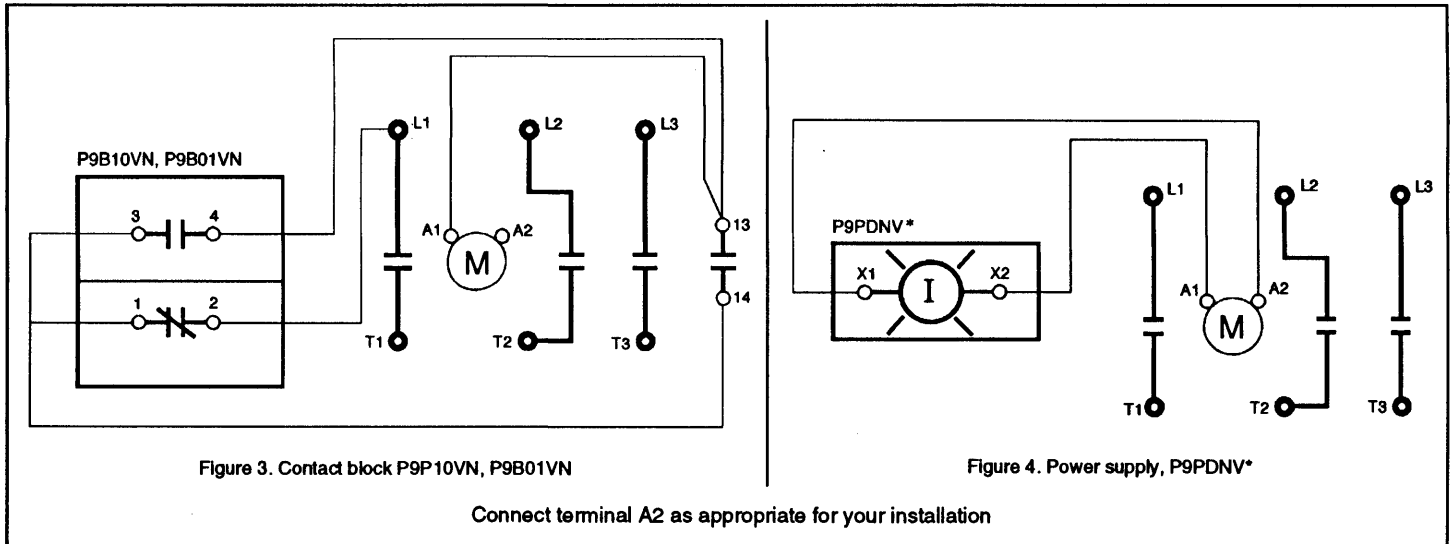 P9B10VN, P9B01VN
3 4
1 2
L1 L2 L3
A1 A2
M
13
14
T1 T2 T3
Figure 3. Contact block P9P10VN, P9B01VN
P9PDNV*
X1 I X2
L1 L2 L3
A1 A2
M
T1 T2 T3
Figure 4. Power supply, P9PDNV*
Connect terminal A2 as appropriate for your installation